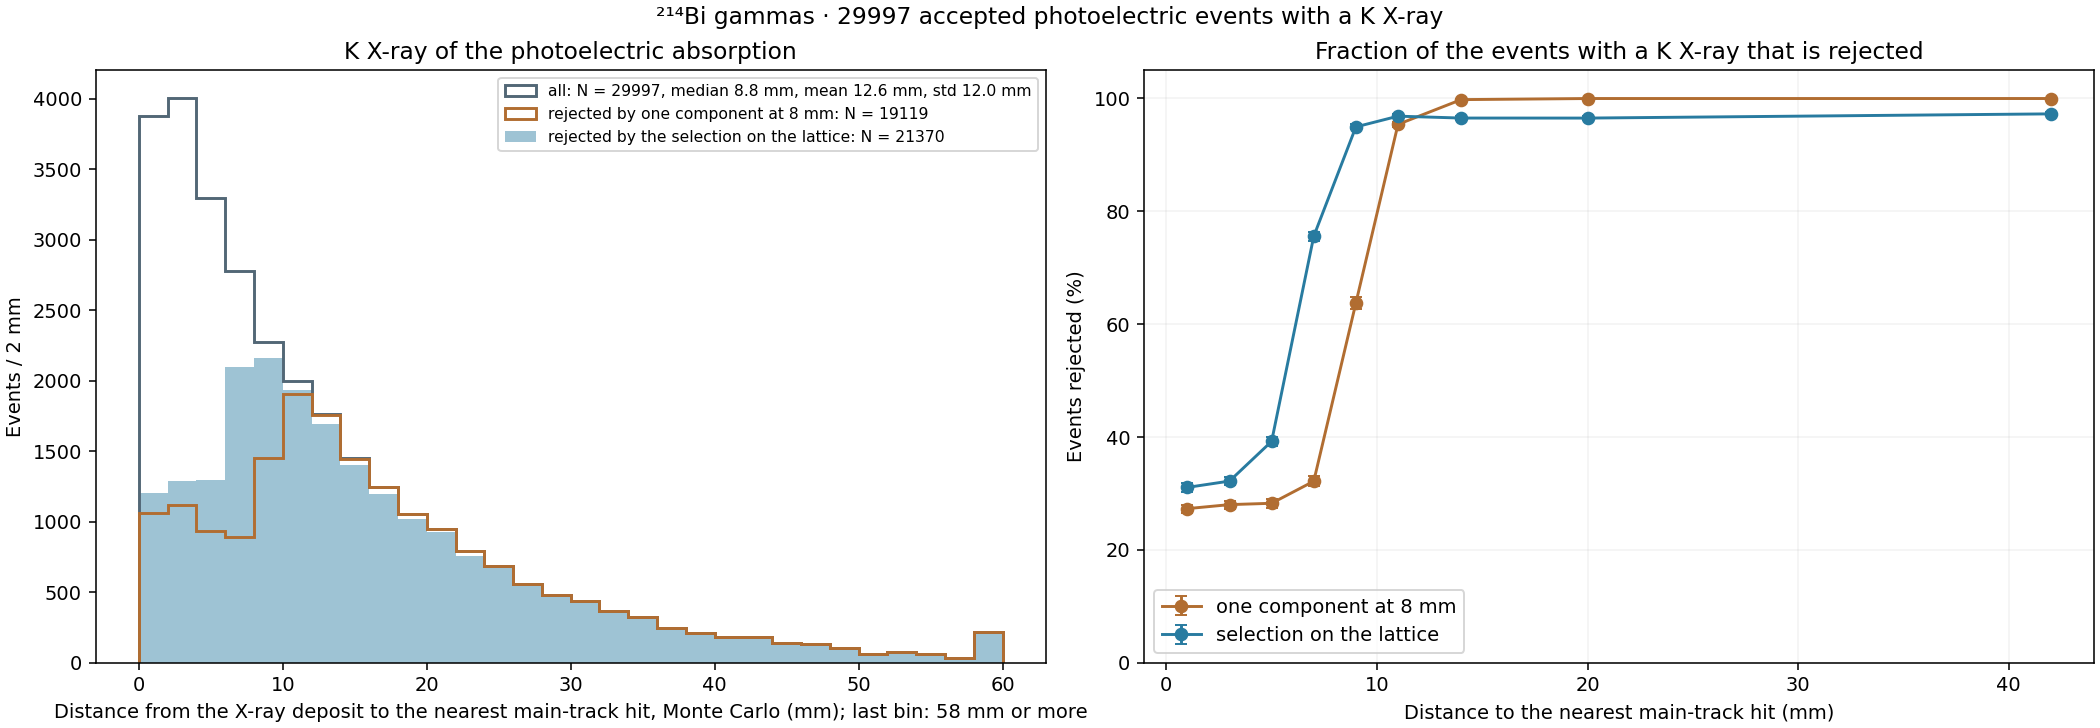 ²¹⁴Bi gammas · 29997 accepted photoelectric events with a K X-ray
K X-ray of the photoelectric absorption
Events / 2 mm
4000
3500
3000
2500
2000
1500
1000
500
0
all: N = 29997, median 8.8 mm, mean 12.6 mm, std 12.0 mm
rejected by one component at 8 mm: N = 19119
rejected by the selection on the lattice: N = 21370
0 10 20 30 40 50 60
Distance from the X-ray deposit to the nearest main-track hit, Monte Carlo (mm); last bin: 58 mm or more
Fraction of the events with a K X-ray that is rejected
Events rejected (%)
100
80
60
40
20
0
one component at 8 mm
selection on the lattice
0 10 20 30 40
Distance to the nearest main-track hit (mm)